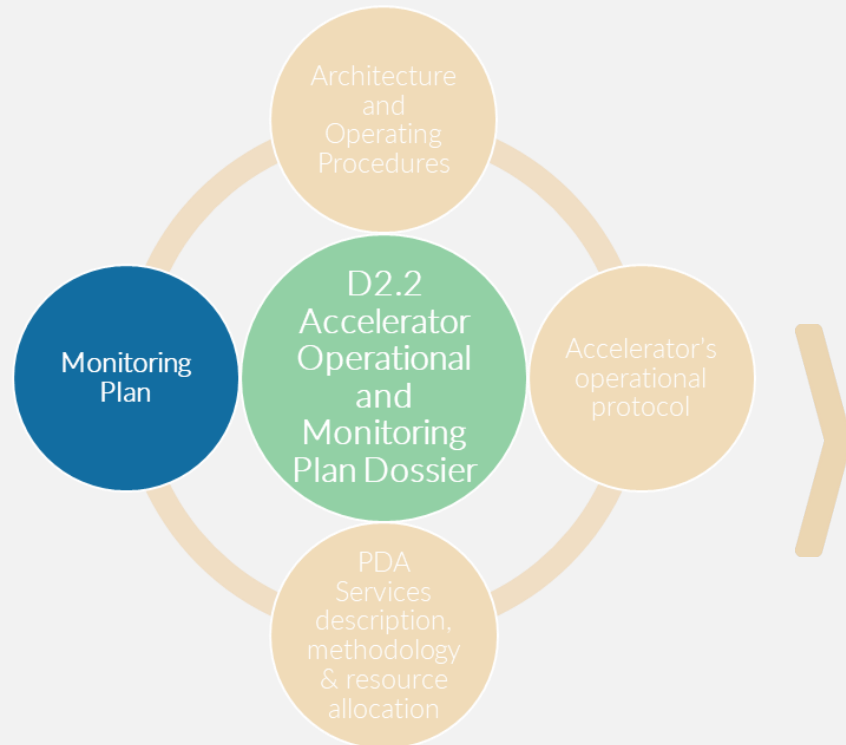 Architecture
and
Operating
Procedures
Monitoring
Plan
D2.2
Accelerator
Operational
and
Monitoring
Plan Dossier
Accelerator's
operational
protocol
PDA
Services
description,
methodology
& resource
allocation